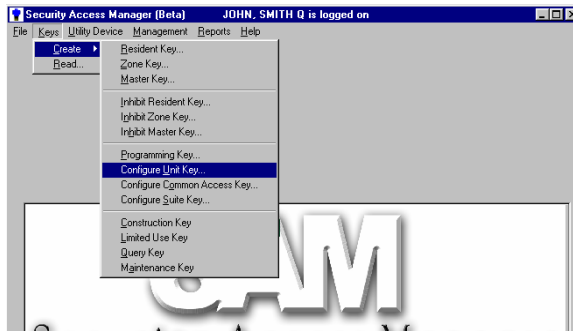 Security Access Manager (Beta) JOHN, SMITH Q is logged on
File Keys Utility Device Management Reports Help
Create
Read...
Resident Key...
Zone Key...
Master Key...
Inhibit Resident Key...
Inhibit Zone Key...
Inhibit Master Key...
Programming Key...
Configure Unit Key...
Configure Common Access Key...
Configure Suite Key...
Construction Key
Limited Use Key
Query Key
Maintenance Key
SAM